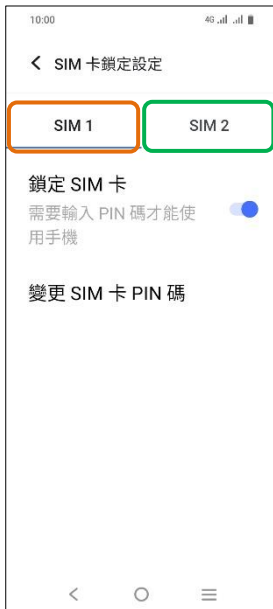 10:00 4G
SIM 卡鎖定設定
SIM 1 SIM 2
鎖定 SIM 卡
需要輸入 PIN 碼才能使
用手機
變更 SIM 卡 PIN 碼